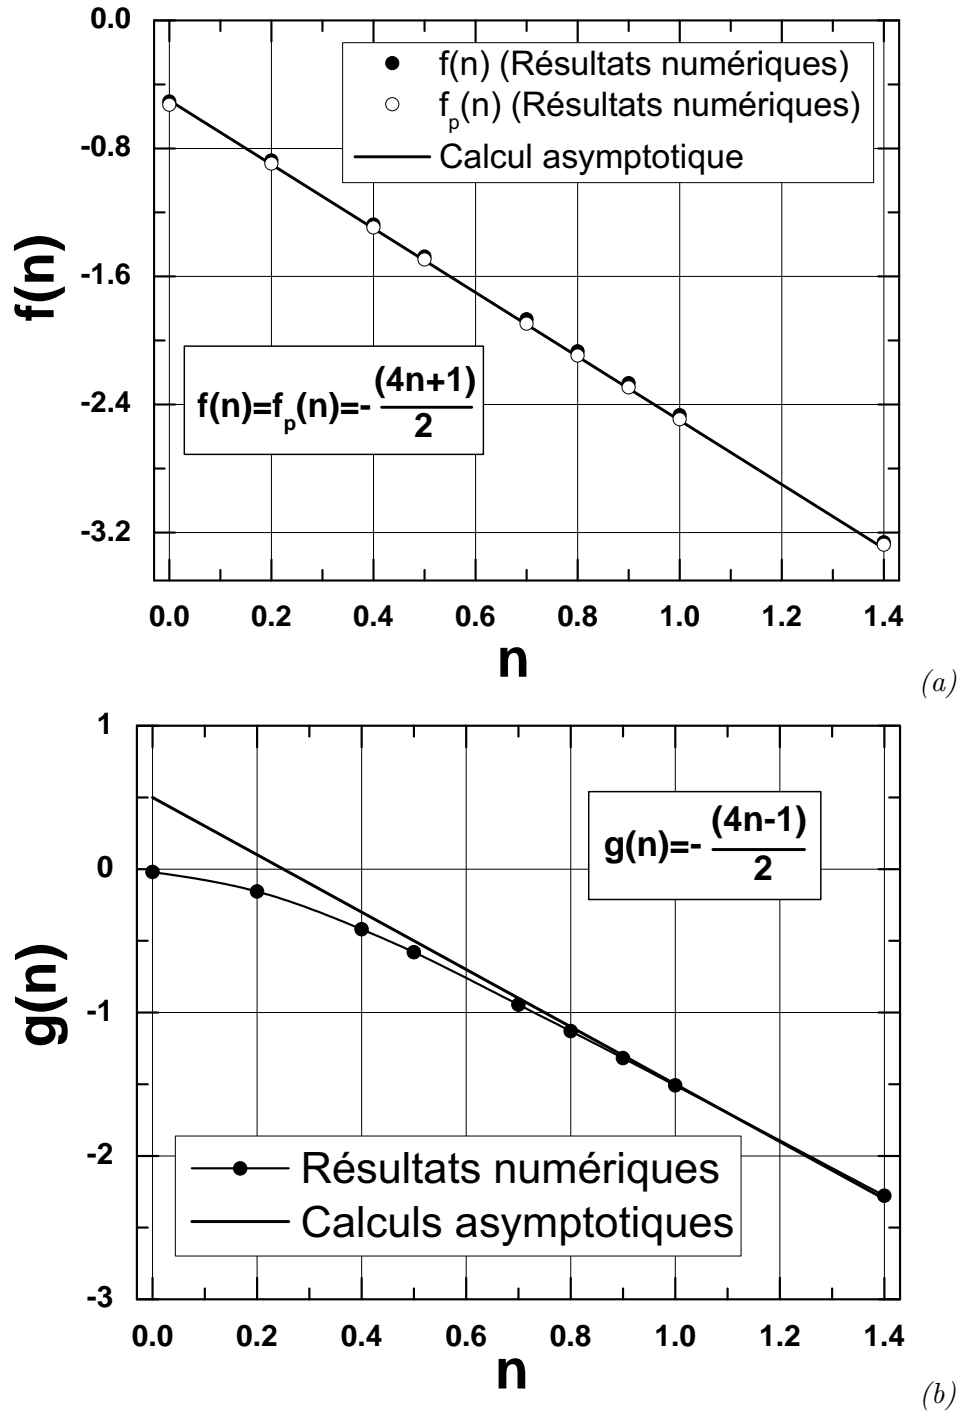 0.0
f(n) (Résultats numériques)
f_p(n) (Résultats numériques)
-0.8
Calcul asymptotique
f(n)
-1.6
f(n)=f_p(n)=- (4n+1)
2
-2.4
-3.2
0.0 0.2 0.4 0.6 0.8 1.0 1.2 1.4
n
(a)
1
g(n)=- (4n-1)
2
0
g(n)
-1
-2
Résultats numériques
Calculs asymptotiques
-3
0.0 0.2 0.4 0.6 0.8 1.0 1.2 1.4
n
(b)